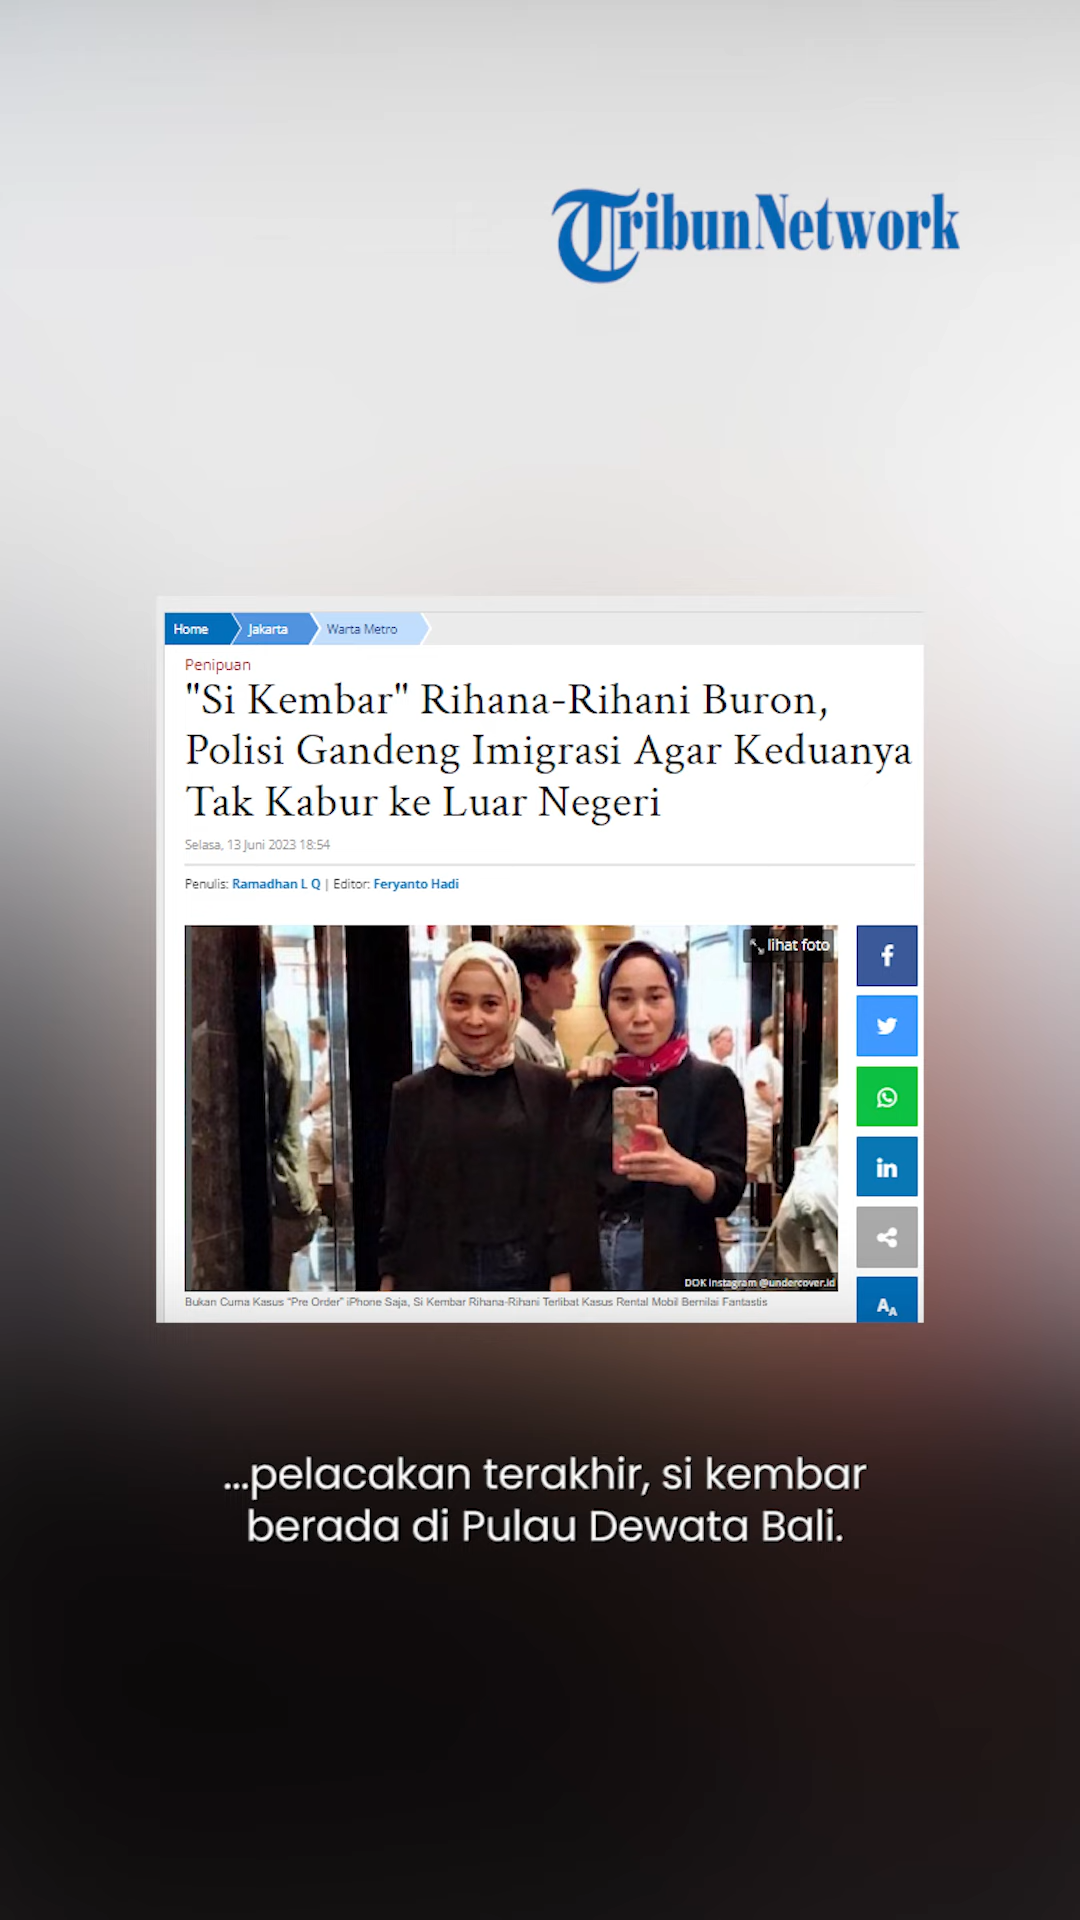 TribunNetwork
Home Jakarta Warta Metro
Penipuan
"Si Kembar" Rihana-Rihani Buron,
Polisi Gandeng Imigrasi Agar Keduanya
Tak Kabur ke Luar Negeri
Selasa, 13 Juni 2023 18:54
Penulis: Ramadhan L Q | Editor: Feryanto Hadi
lihat foto
f
in
DOK Instagram @undercover.id
AA
Bukan Cuma Kasus "Pre Order" iPhone Saja, Si Kembar Rihana-Rihani Terlibat Kasus Rental Mobil Bernilai Fantastis
...pelacakan terakhir, si kembar
berada di Pulau Dewata Bali.